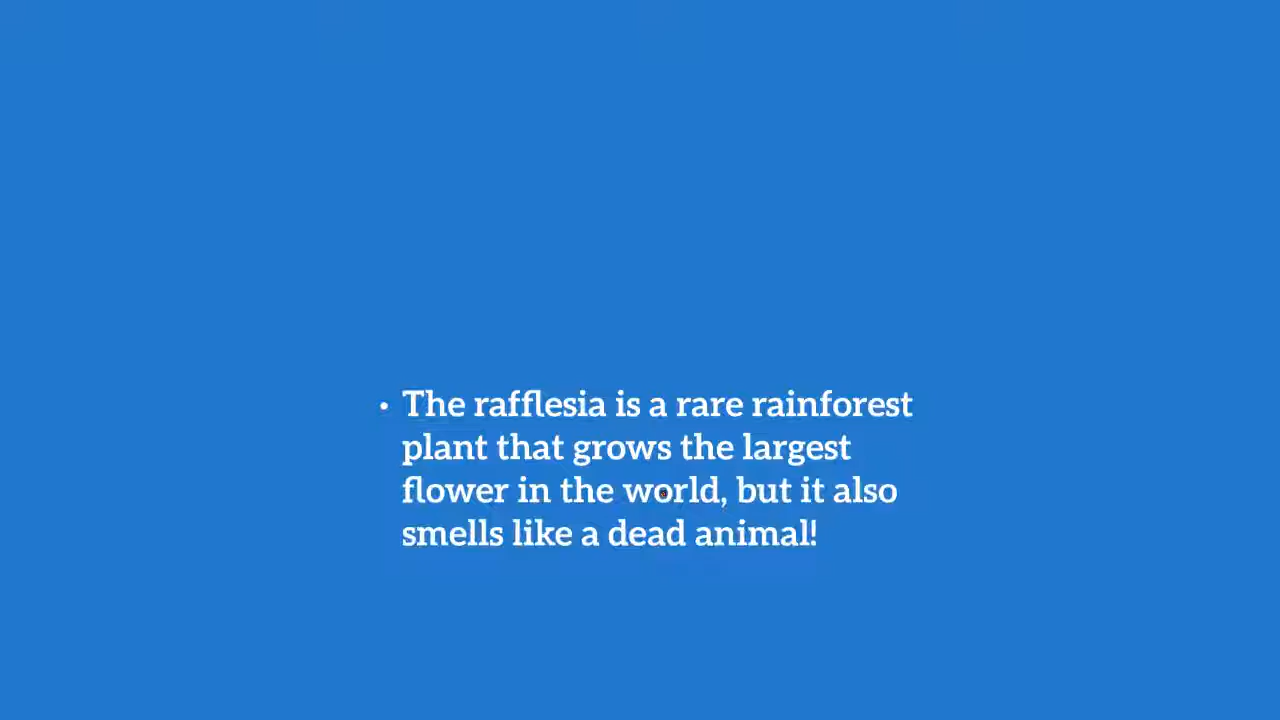 • The rafflesia is a rare rainforest
plant that grows the largest
flower in the world, but it also
smells like a dead animal!